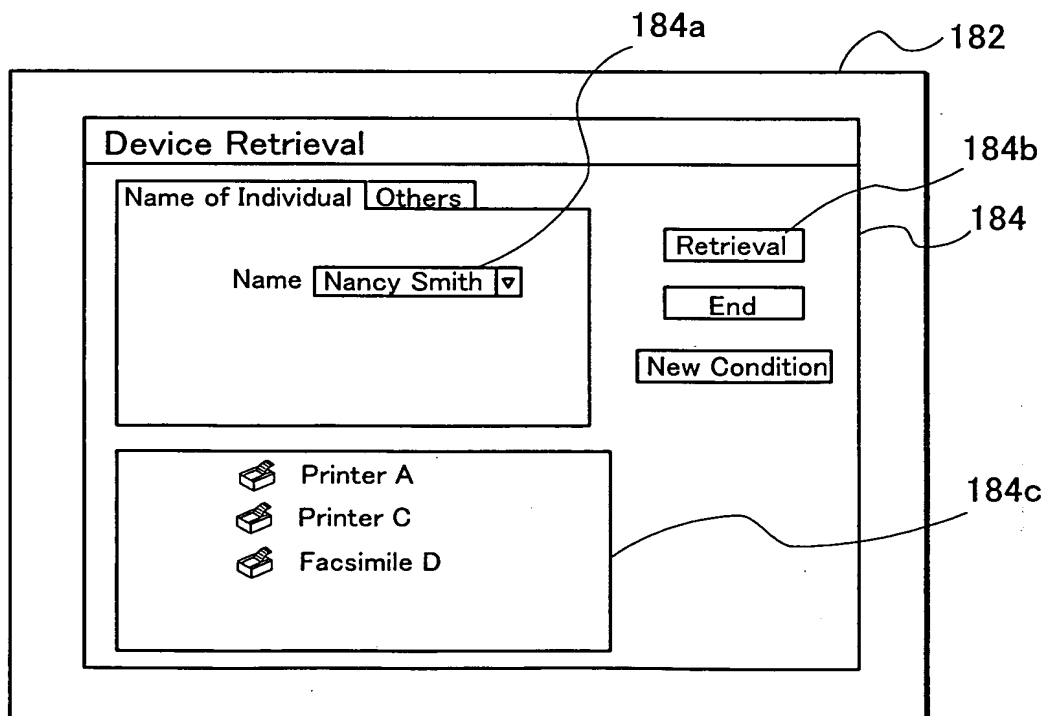 184a
182
Device Retrieval
184b
Name of Individual Others
184
Retrieval
Name Nancy Smith
End
New Condition
Printer A
184c
Printer C
Facsimile D